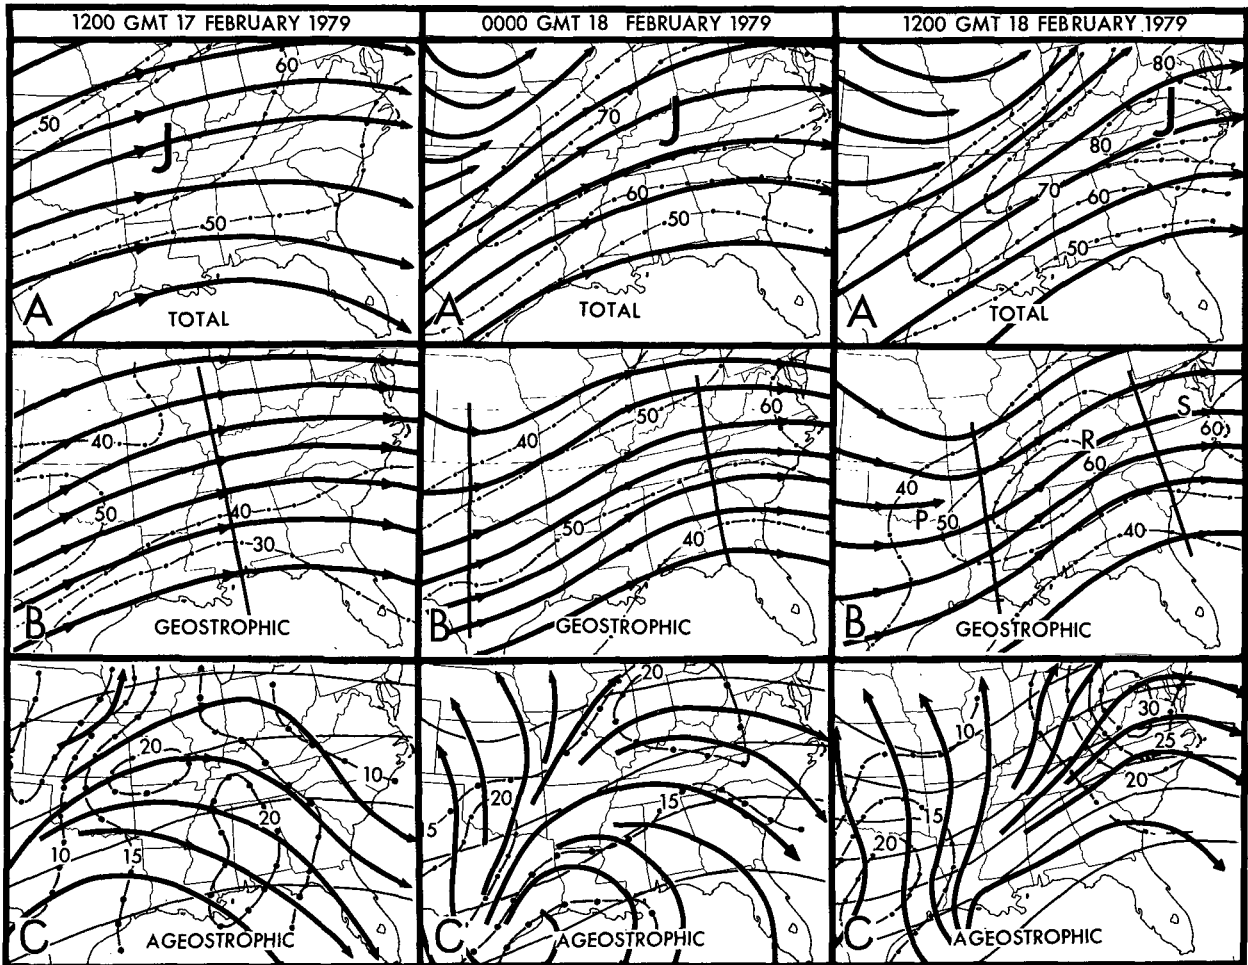 1200 GMT 17 FEBRUARY 1979
0000 GMT 18 FEBRUARY 1979
1200 GMT 18 FEBRUARY 1979
60
50
J
50
A
TOTAL
70
J
60
50
A
TOTAL
80
J
80
70
60
50
A
TOTAL
40
50
40
30
B
GEOSTROPHIC
50
60
40
50
40
B
GEOSTROPHIC
S
60
R
60
40
P
50
40
B
GEOSTROPHIC
20
10
20
10
15
C
AGEOSTROPHIC
20
20
15
5
C
AGEOSTROPHIC
30
10
25
20
15
20
C
AGEOSTROPHIC